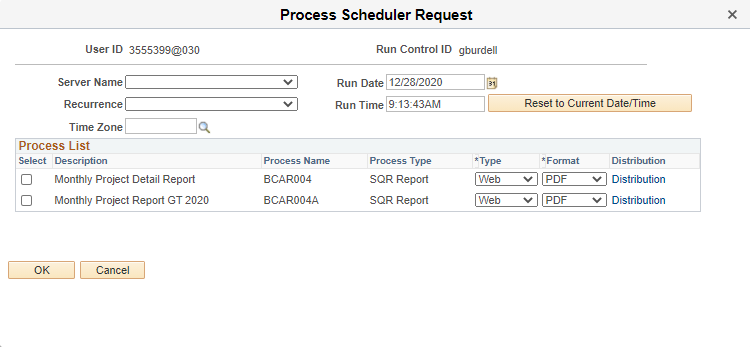 Process Scheduler Request ×
User ID 3555399@030 Run Control ID gburdell
Server Name Run Date 12/28/2020 31
Recurrence Run Time 9:13:43AM Reset to Current Date/Time
Time Zone
Process List
Select Description Process Name Process Type *Type *Format Distribution
Monthly Project Detail Report BCAR004 SQR Report Web PDF Distribution
Monthly Project Report GT 2020 BCAR004A SQR Report Web PDF Distribution
OK Cancel